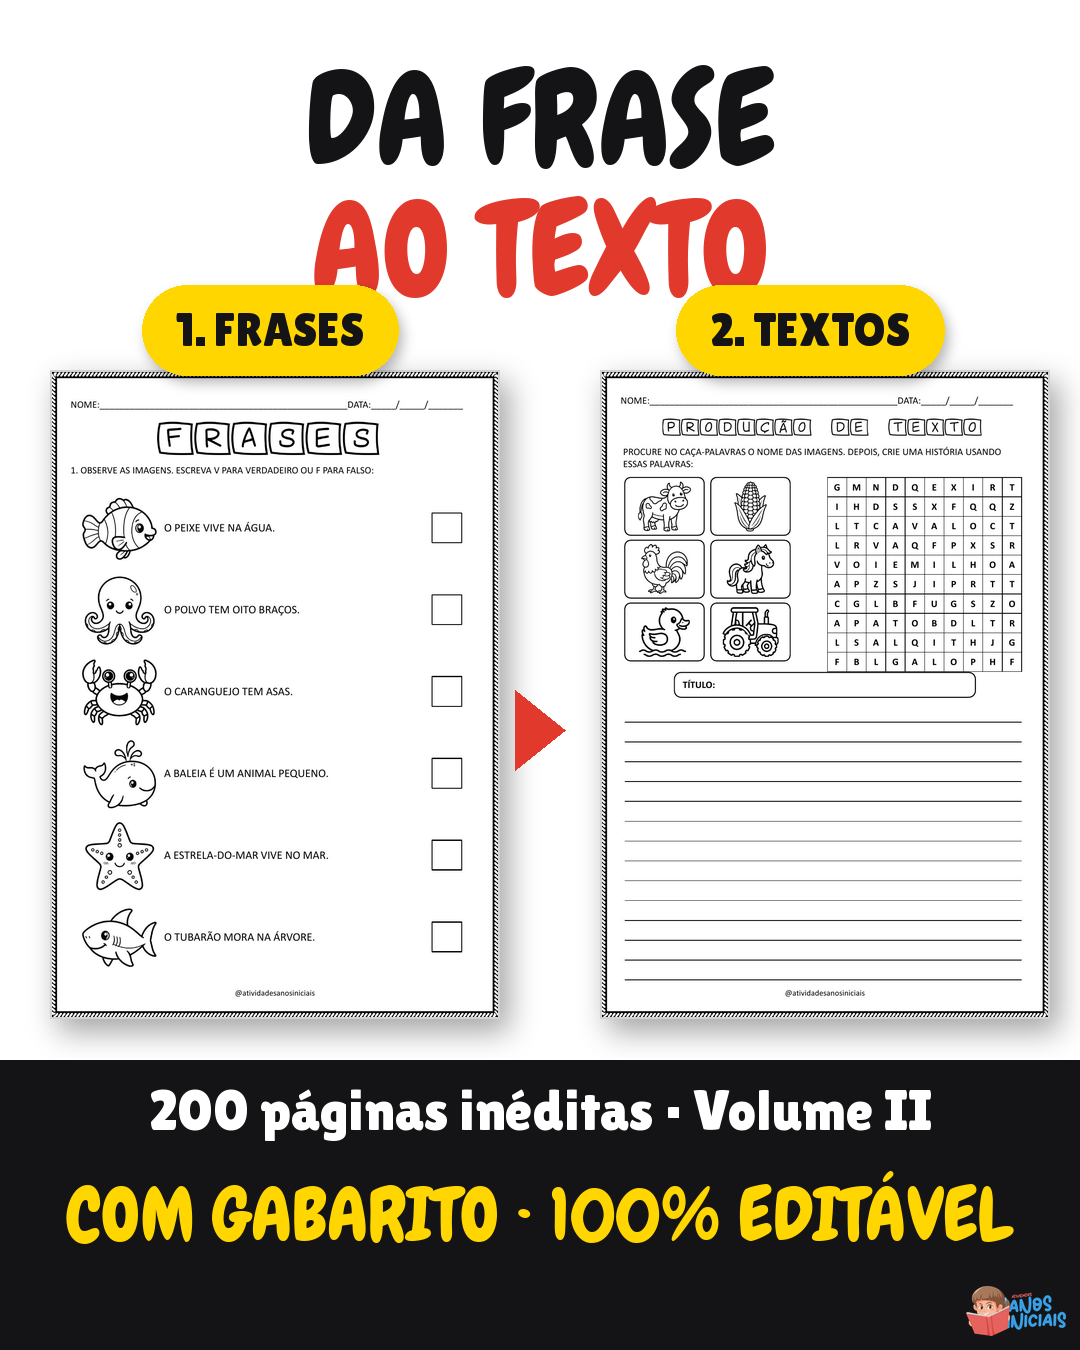 DA FRASE
AO TEXTO
1. FRASES
2. TEXTOS
NOME: DATA: / /
FRASES
1. OBSERVE AS IMAGENS. ESCREVA V PARA VERDADEIRO OU F PARA FALSO:
O PEIXE VIVE NA ÁGUA.
O POLVO TEM OITO BRAÇOS.
O CARANGUEJO TEM ASAS.
A BALEIA É UM ANIMAL PEQUENO.
A ESTRELA-DO-MAR VIVE NO MAR.
O TUBARÃO MORA NA ÁRVORE.
@atividadesanosiniciais
NOME: DATA: / /
PRODUCÃO DE TEXTO
PROCURE NO CAÇA-PALAVRAS O NOME DAS IMAGENS. DEPOIS, CRIE UMA HISTÓRIA USANDO
ESSAS PALAVRAS:
G M N D Q E X I R T
I H D S S X F Q Q Z
L T C A V A L O C T
L R V A Q F P X S R
V O I E M I L H O A
A P Z S J I P R T T
C G L B F U G S Z O
A P A T O B D L T R
L S A L Q I T H J G
F B L G A L O P H F
TÍTULO:
@atividadesanosiniciais
200 páginas inéditas · Volume II
COM GABARITO · 100% EDITÁVEL
ATIVIDADES
ANOS
INICIAIS